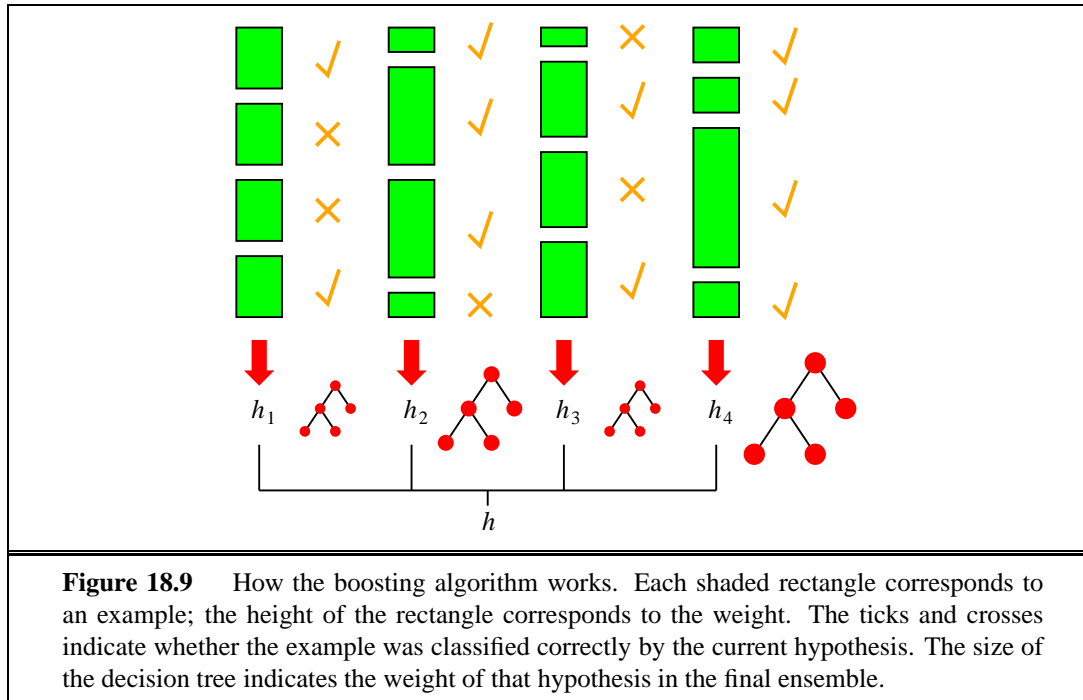 h1 h2 h3 h4
h
Figure 18.9 How the boosting algorithm works. Each shaded rectangle corresponds to
an example; the height of the rectangle corresponds to the weight. The ticks and crosses
indicate whether the example was classified correctly by the current hypothesis. The size of
the decision tree indicates the weight of that hypothesis in the final ensemble.